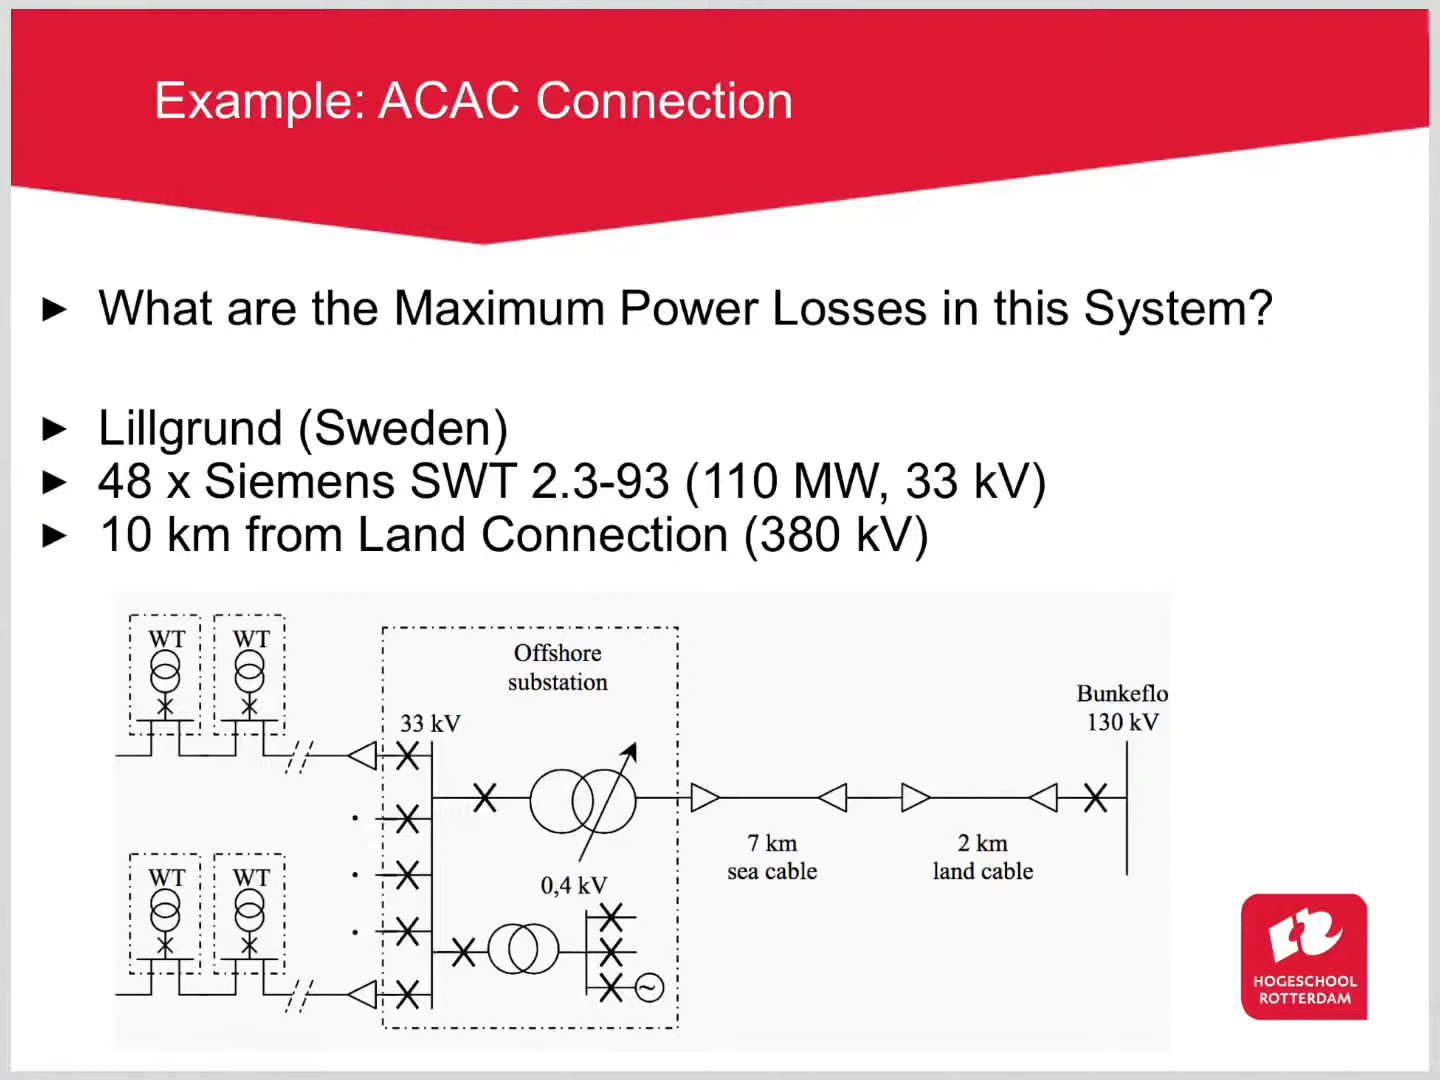 Example: ACAC Connection
► What are the Maximum Power Losses in this System?
► Lillgrund (Sweden)
► 48 x Siemens SWT 2.3-93 (110 MW, 33 kV)
► 10 km from Land Connection (380 kV)
WT WT
Offshore
substation
33 kV
Bunkeflo
130 kV
7 km
sea cable
2 km
land cable
WT WT
0,4 kV
~
HOGESCHOOL
ROTTERDAM